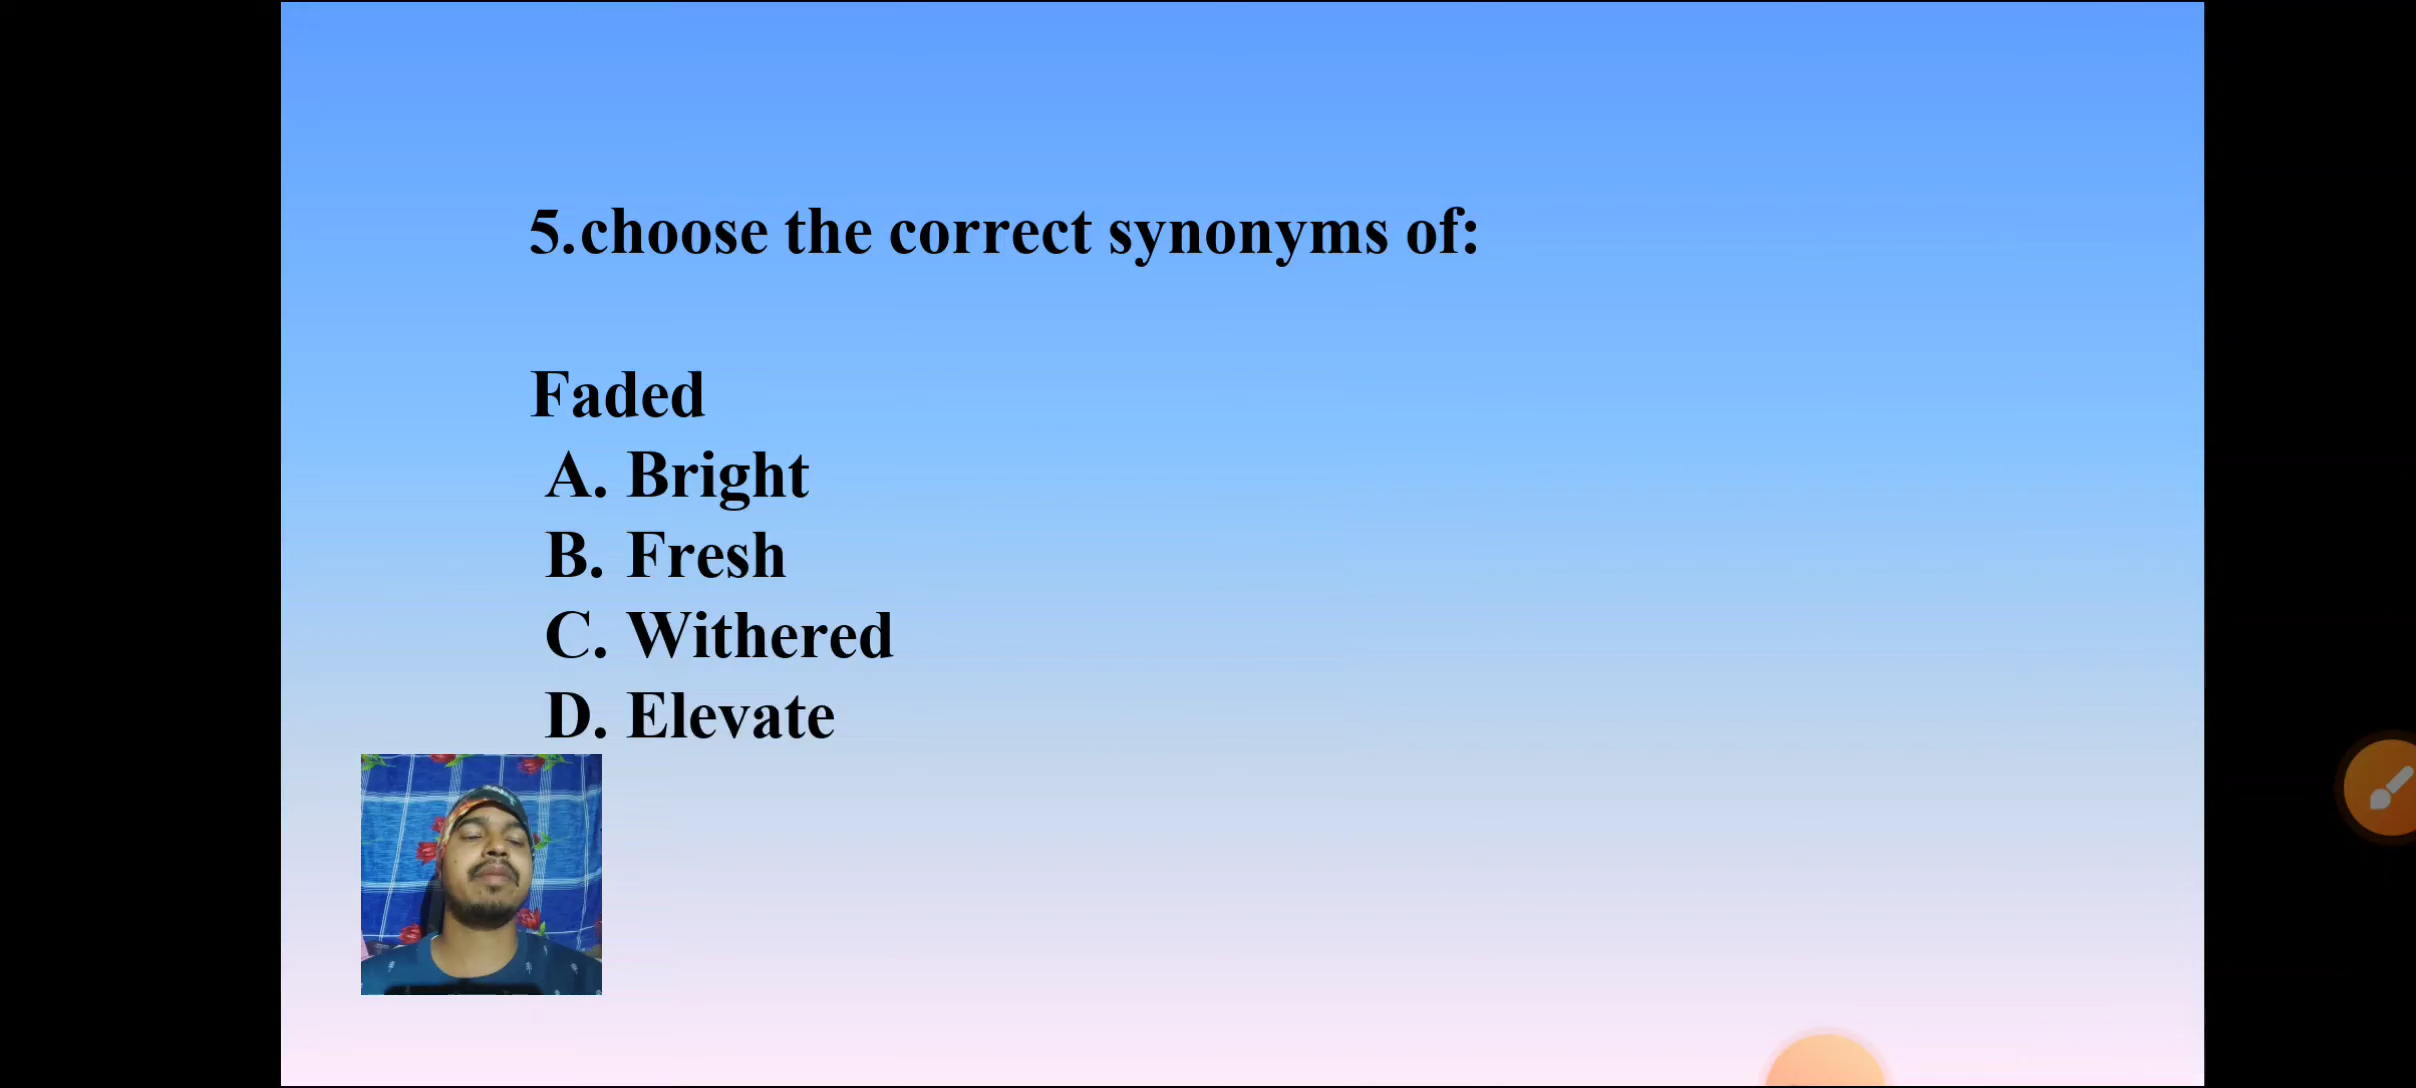 5.choose the correct synonyms of:
Faded
A. Bright
B. Fresh
C. Withered
D. Elevate